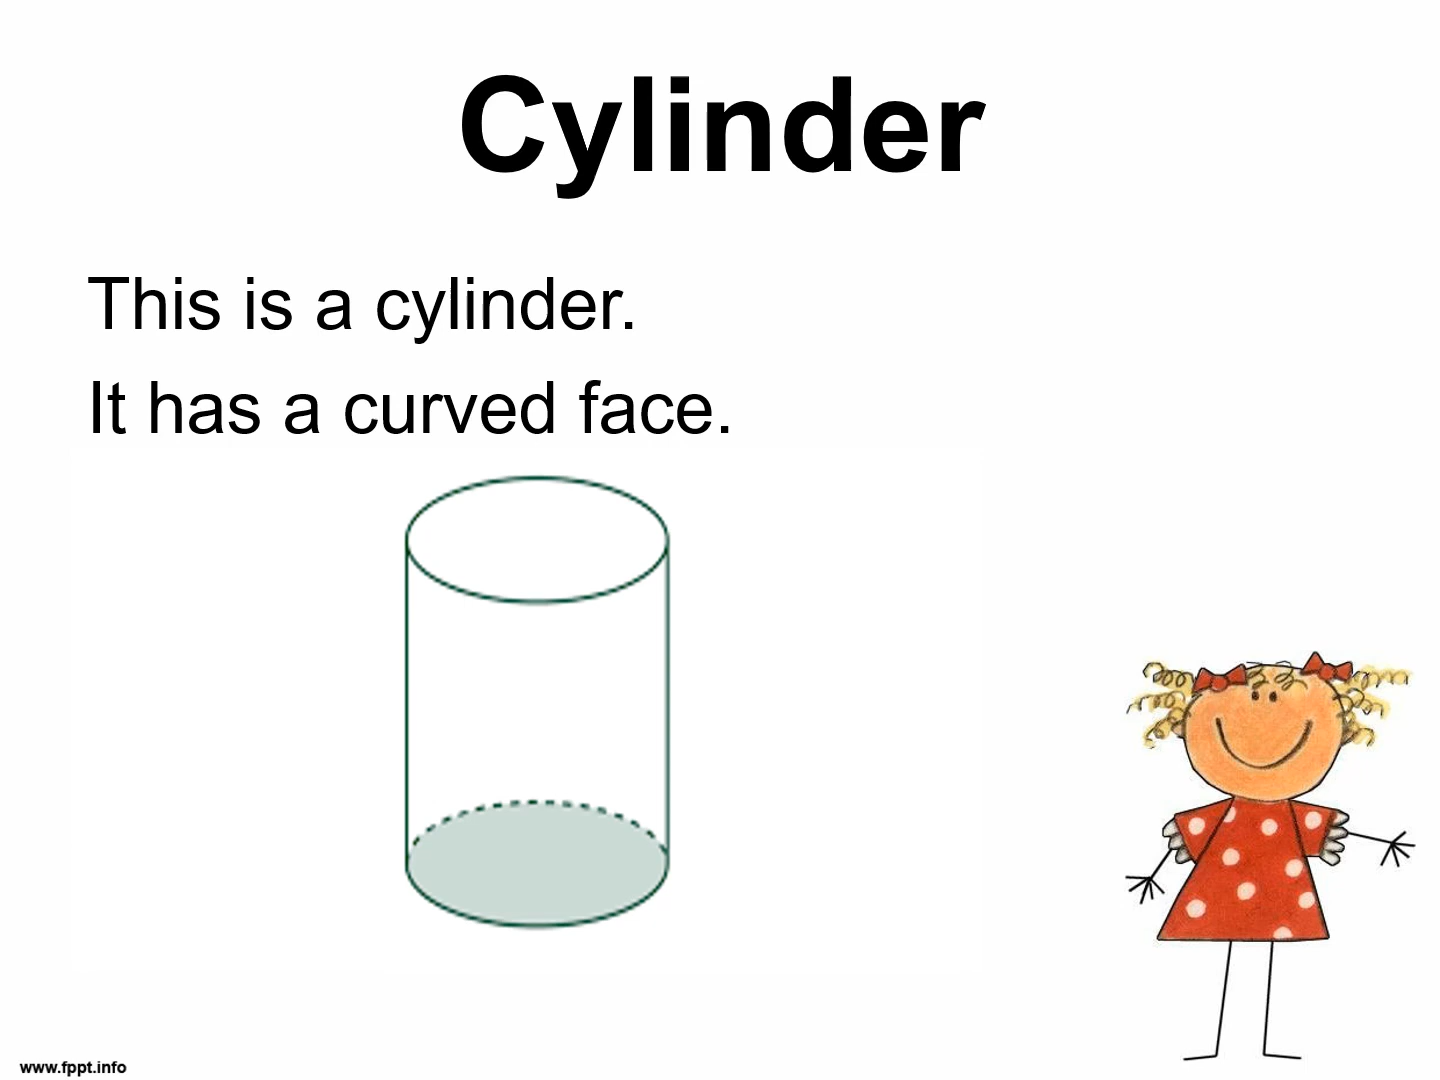 Cylinder
This is a cylinder.
It has a curved face.
www.fppt.info